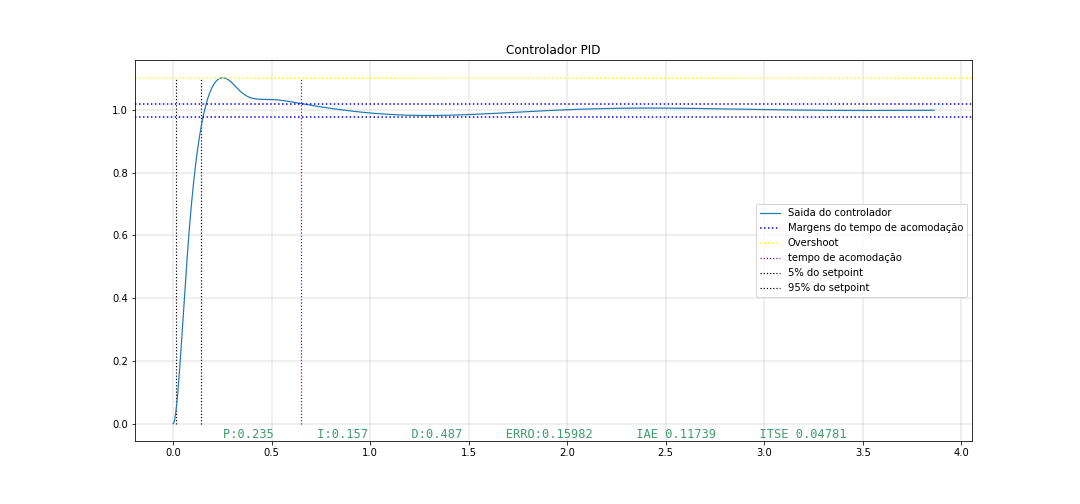 Controlador PID
1.0
0.8
0.6
0.4
0.2
0.0
Saida do controlador
Margens do tempo de acomodação
Overshoot
tempo de acomodação
5% do setpoint
95% do setpoint
P:0.235 I:0.157 D:0.487 ERRO:0.15982 IAE 0.11739 ITSE 0.04781
0.0 0.5 1.0 1.5 2.0 2.5 3.0 3.5 4.0